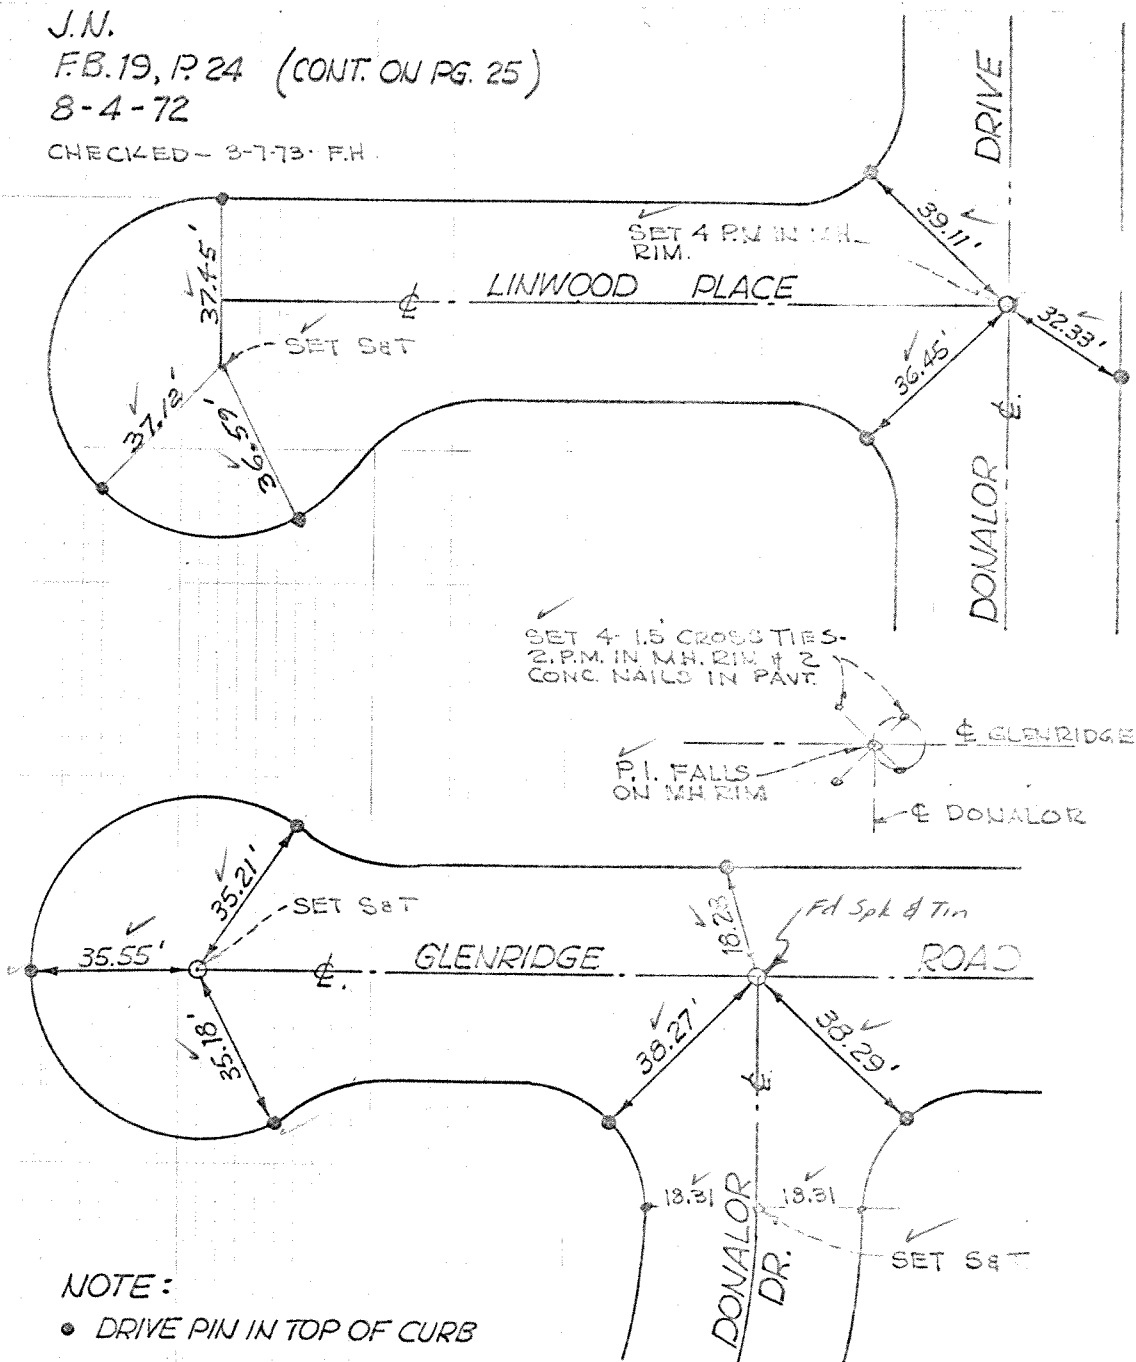 J.N.
F.B. 19, P. 24 (CONT. ON PG. 25)
8-4-72
CHECKED- 3-7-73- F.H.
DONALOR DRIVE
39.11'
SET 4 P.M IN M.H.
RIM.
LINWOOD PLACE
℄
37.45'
SET S&T
32.33'
36.45'
37.12'
36.59'
℄.
SET 4- 1.5' CROSS TIES-
2. P.M. IN M.H. RIM & 2
CONC. NAILS IN PAVT.
℄ GLENRIDGE
P.I. FALLS
ON MH RIM
℄ DONALOR
35.21'
SET S&T
18.23
Fd Spk & Tin
35.55'
℄.
GLENRIDGE ROAD
35.18'
38.27'
38.29'
℄
18.31
18.31
DONALOR
DR.
SET S&T
NOTE:
● DRIVE PIN IN TOP OF CURB